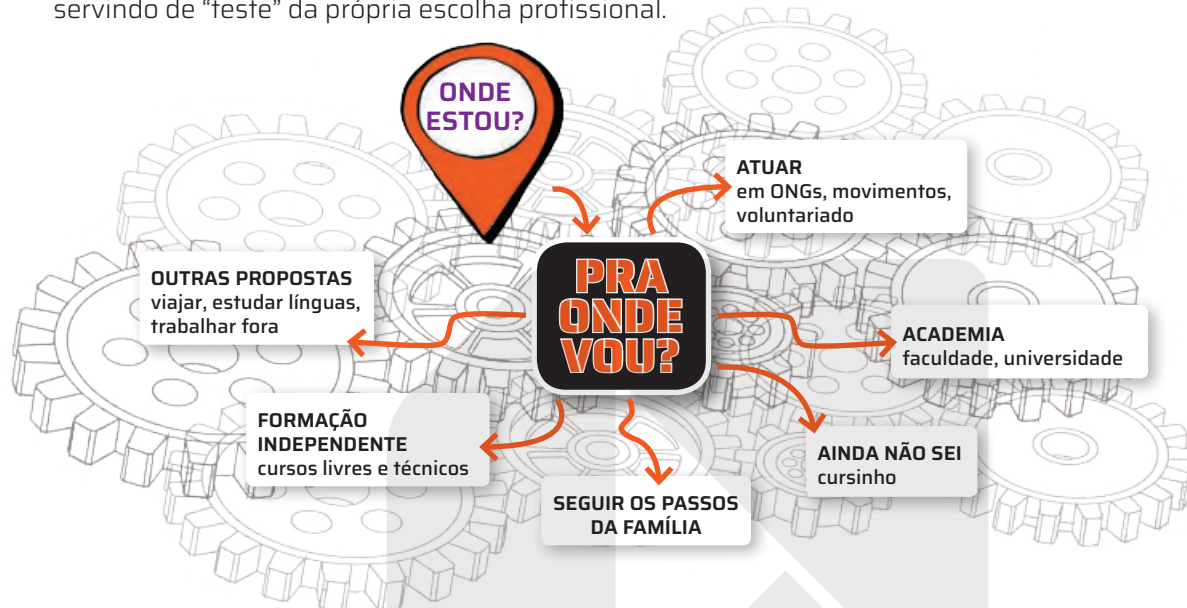 servindo de “teste” da própria escolha profissional.
ONDE
ESTOU?
PRA
ONDE
VOU?
ATUAR
em ONGs, movimentos,
voluntariado
ACADEMIA
faculdade, universidade
AINDA NÃO SEI
cursinho
SEGUIR OS PASSOS
DA FAMÍLIA
FORMAÇÃO
INDEPENDENTE
cursos livres e técnicos
OUTRAS PROPOSTAS
viajar, estudar línguas,
trabalhar fora